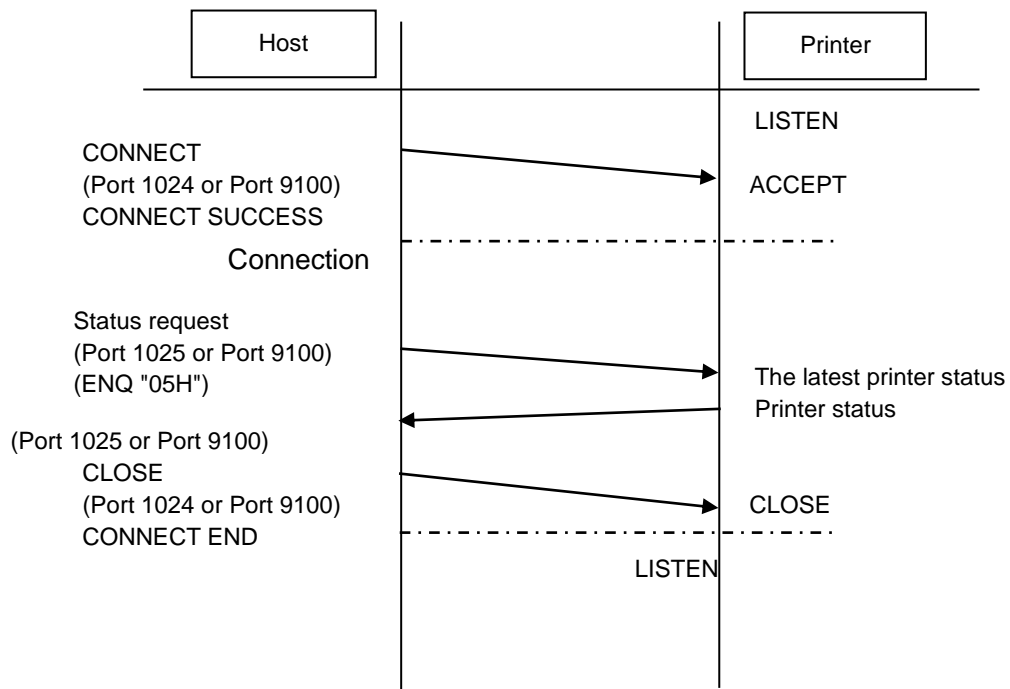 Host
Printer
LISTEN
CONNECT
(Port 1024 or Port 9100)
ACCEPT
CONNECT SUCCESS
Connection
Status request
(Port 1025 or Port 9100)
(ENQ "05H")
The latest printer status
Printer status
(Port 1025 or Port 9100)
CLOSE
(Port 1024 or Port 9100)
CLOSE
CONNECT END
LISTEN